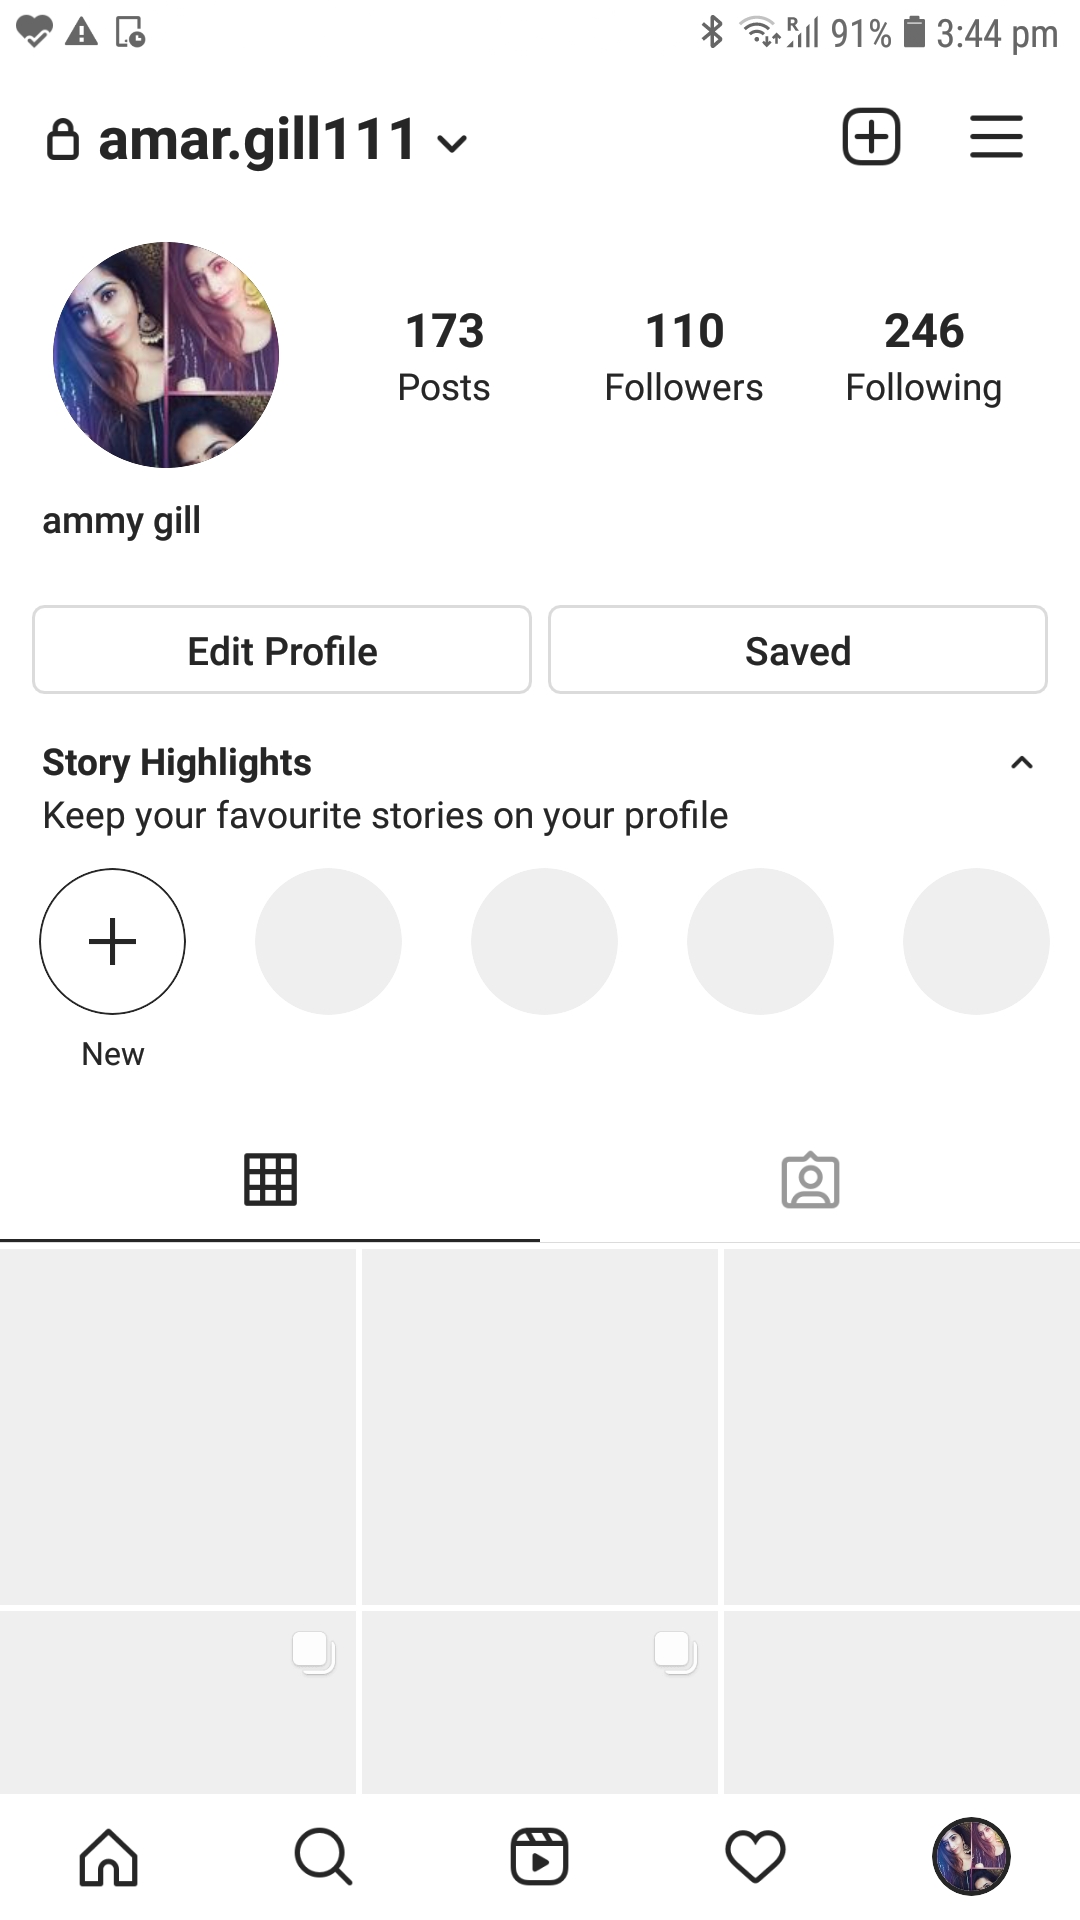 R 91% 3:44 pm
amar.gill111
173 110 246
Posts Followers Following
ammy gill
Edit Profile Saved
Story Highlights
Keep your favourite stories on your profile
New